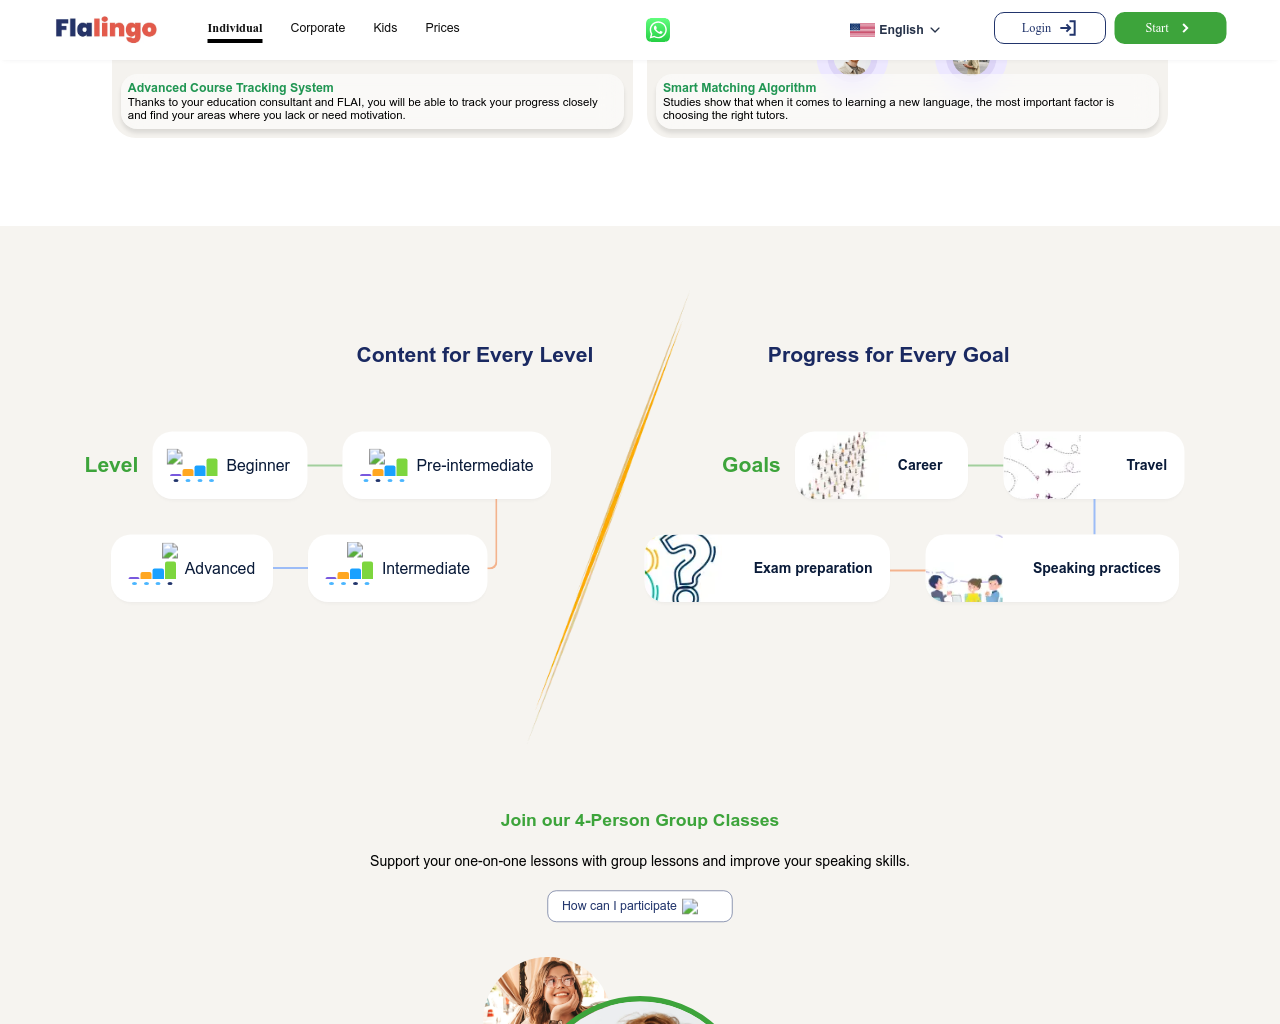 Flalingo
Individual
Corporate
Kids
Prices
English
Login
Start
Advanced Course Tracking System
Thanks to your education consultant and FLAI, you will be able to track your progress closely
and find your areas where you lack or need motivation.
Smart Matching Algorithm
Studies show that when it comes to learning a new language, the most important factor is
choosing the right tutors.
Content for Every Level
Level
Beginner
Pre-intermediate
Advanced
Intermediate
Progress for Every Goal
Goals
Career
Travel
Exam preparation
Speaking practices
Join our 4-Person Group Classes
Support your one-on-one lessons with group lessons and improve your speaking skills.
How can I participate